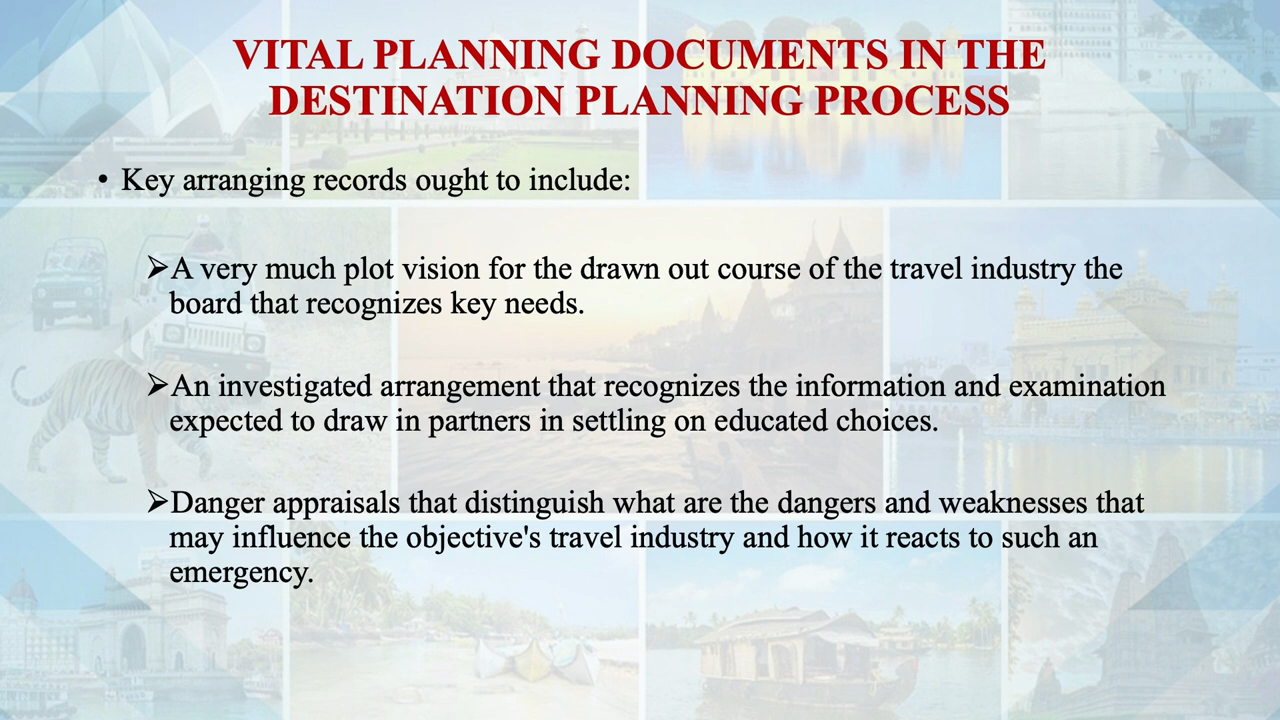 VITAL PLANNING DOCUMENTS IN THE
DESTINATION PLANNING PROCESS
• Key arranging records ought to include:
➢A very much plot vision for the drawn out course of the travel industry the
board that recognizes key needs.
➢An investigated arrangement that recognizes the information and examination
expected to draw in partners in settling on educated choices.
➢Danger appraisals that distinguish what are the dangers and weaknesses that
may influence the objective's travel industry and how it reacts to such an
emergency.